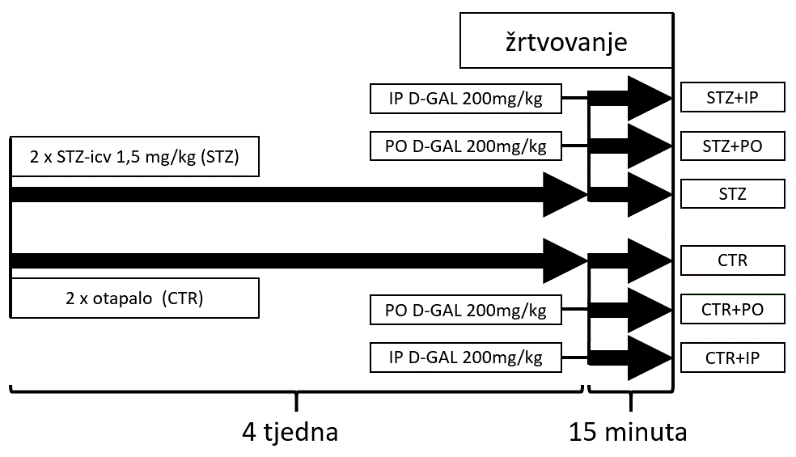 žrtvovanje
IP D-GAL 200mg/kg
STZ+IP
PO D-GAL 200mg/kg
STZ+PO
2 x STZ-icv 1,5 mg/kg (STZ)
STZ
CTR
2 x otapalo (CTR)
PO D-GAL 200mg/kg
CTR+PO
IP D-GAL 200mg/kg
CTR+IP
4 tjedna
15 minuta